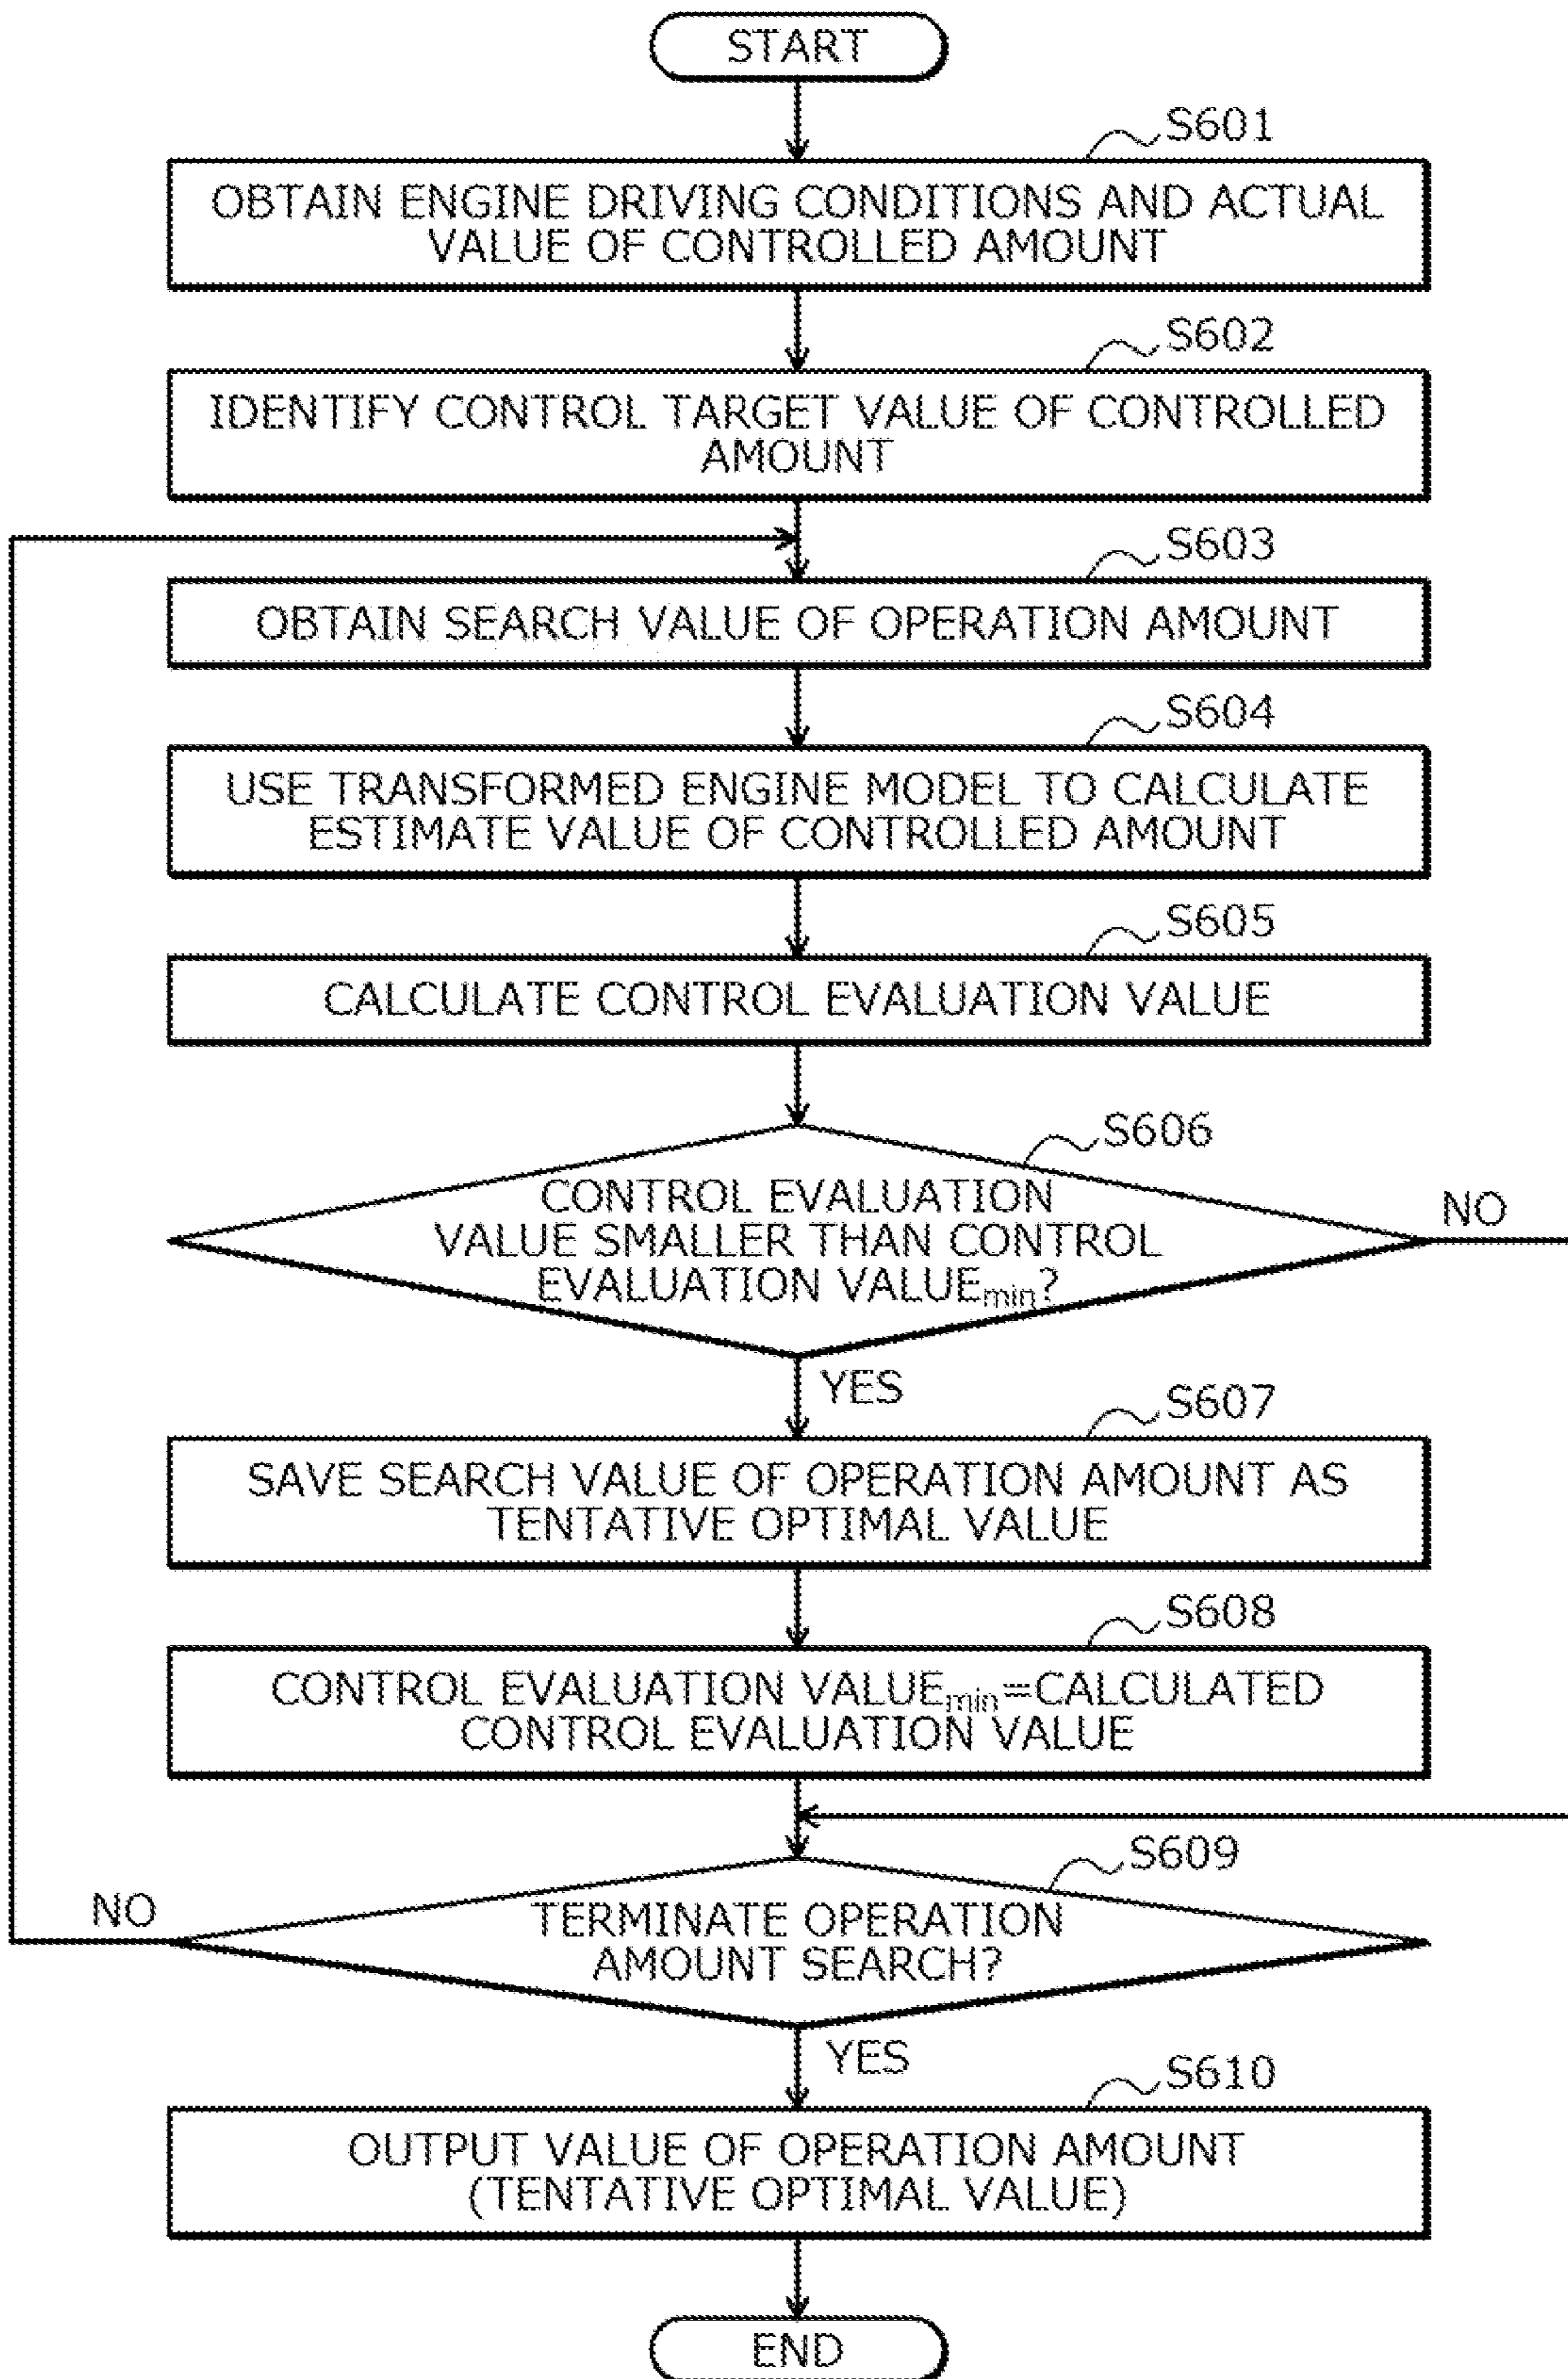 START
S601
OBTAIN ENGINE DRIVING CONDITIONS AND ACTUAL
VALUE OF CONTROLLED AMOUNT
S602
IDENTIFY CONTROL TARGET VALUE OF CONTROLLED
AMOUNT
S603
OBTAIN SEARCH VALUE OF OPERATION AMOUNT
S604
USE TRANSFORMED ENGINE MODEL TO CALCULATE
ESTIMATE VALUE OF CONTROLLED AMOUNT
S605
CALCULATE CONTROL EVALUATION VALUE
S606
CONTROL EVALUATION
VALUE SMALLER THAN CONTROL
EVALUATION VALUEmin?
NO
YES
S607
SAVE SEARCH VALUE OF OPERATION AMOUNT AS
TENTATIVE OPTIMAL VALUE
S608
CONTROL EVALUATION VALUEmin=CALCULATED
CONTROL EVALUATION VALUE
S609
NO
TERMINATE OPERATION
AMOUNT SEARCH?
YES
S610
OUTPUT VALUE OF OPERATION AMOUNT
(TENTATIVE OPTIMAL VALUE)
END